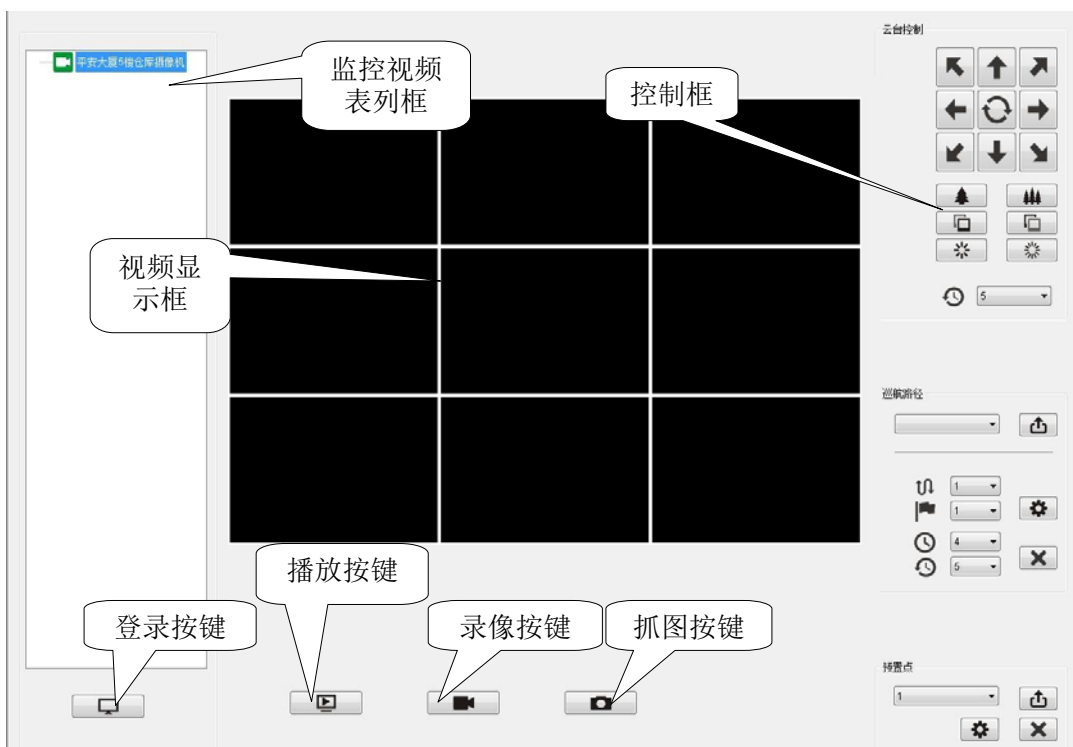 云台控制
平安大厦5楼仓库摄像机
监控视频
表列框
控制框
视频显
示框
5
巡航路径
1
1
4
5
播放按键
登录按键
录像按键
抓图按键
预置点
1